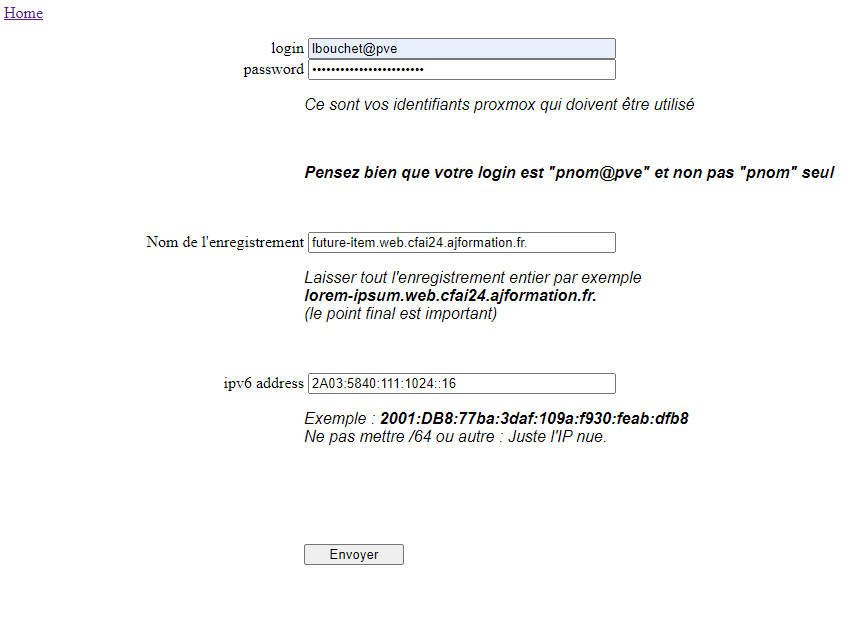 Home
login lbouchet@pve
password ••••••••••••••••••••••••
Ce sont vos identifiants proxmox qui doivent être utilisé
Pensez bien que votre login est "pnom@pve" et non pas "pnom" seul
Nom de l'enregistrement future-item.web.cfai24.ajformation.fr.
Laisser tout l'enregistrement entier par exemple
lorem-ipsum.web.cfai24.ajformation.fr.
(le point final est important)
ipv6 address 2A03:5840:111:1024::16
Exemple : 2001:DB8:77ba:3daf:109a:f930:feab:dfb8
Ne pas mettre /64 ou autre : Juste l'IP nue.
Envoyer